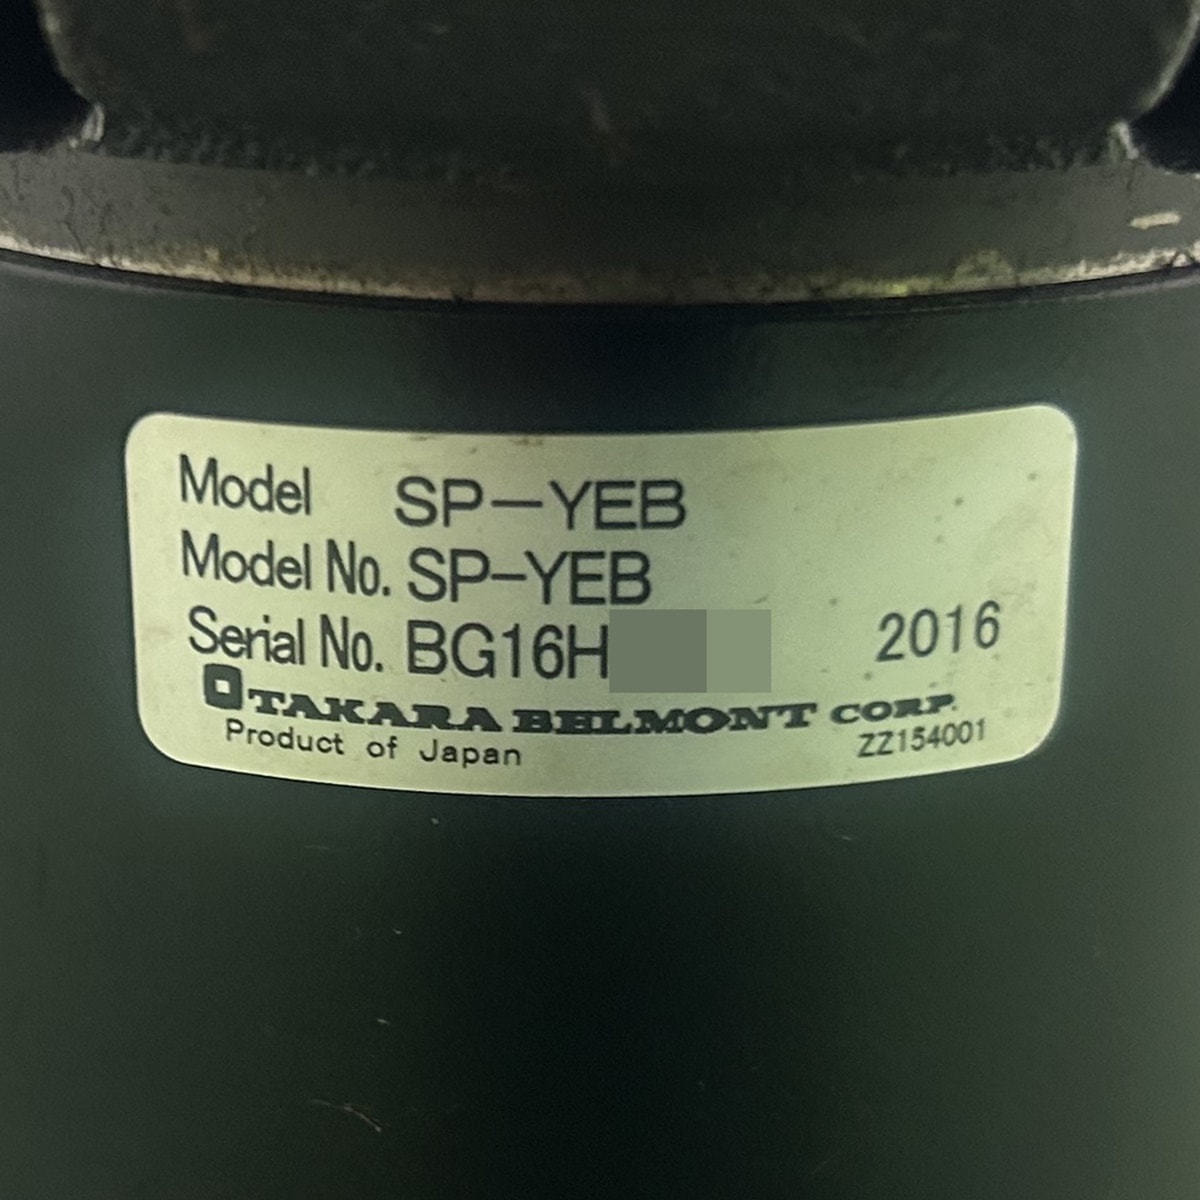 Model SP-YEB
Model No. SP-YEB
Serial No. BG16H 2016
TAKARA BELMONT CORP.
Product of Japan ZZ154001